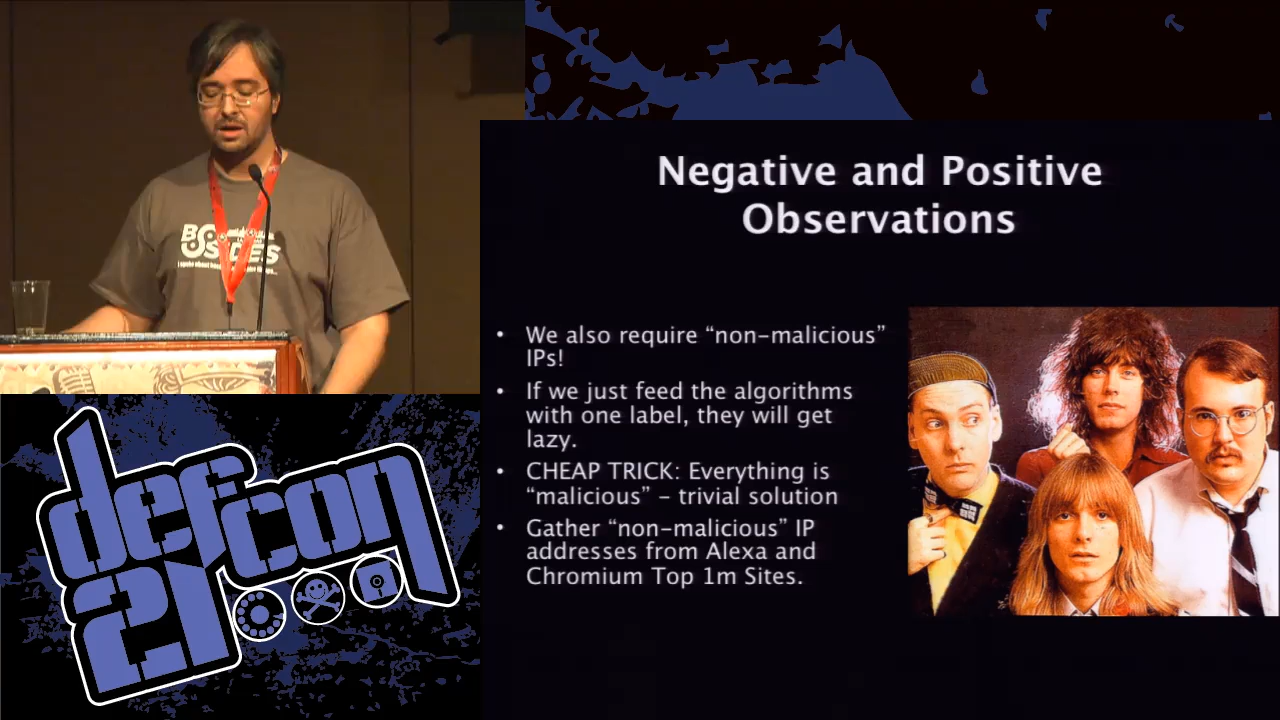 Negative and Positive
Observations
• We also require “non-malicious”
IPs!
• If we just feed the algorithms
with one label, they will get
lazy.
• CHEAP TRICK: Everything is
“malicious” – trivial solution
• Gather “non-malicious” IP
addresses from Alexa and
Chromium Top 1m Sites.
defcon
21